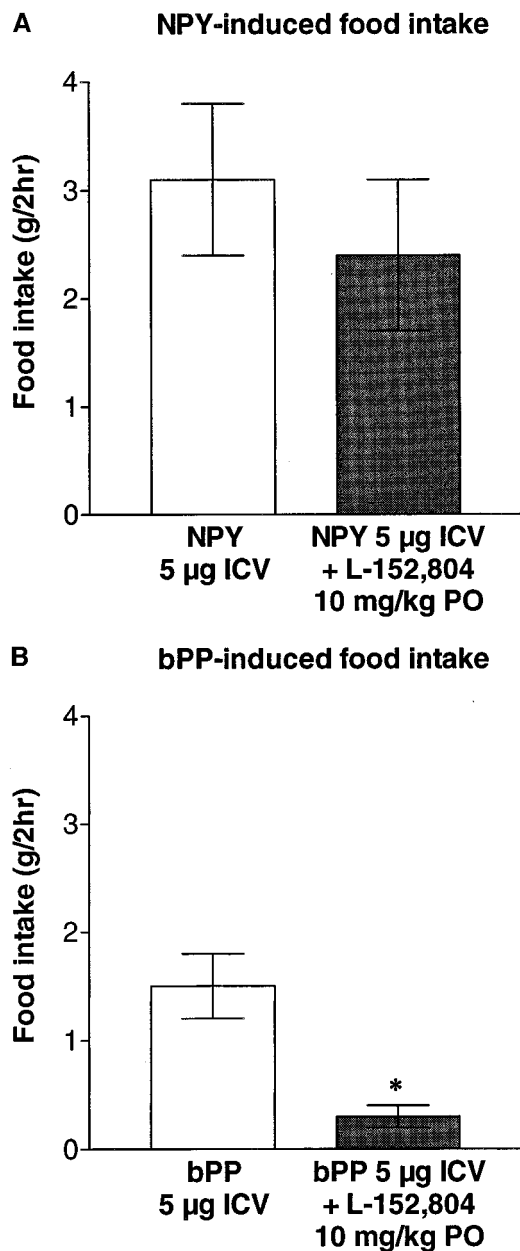 A NPY-induced food intake
Food intake (g/2hr)
4
3
2
1
0
NPY
5 µg ICV
NPY 5 µg ICV
+ L-152,804
10 mg/kg PO
B bPP-induced food intake
Food intake (g/2hr)
4
3
2
1
0
*
bPP
5 µg ICV
bPP 5 µg ICV
+ L-152,804
10 mg/kg PO